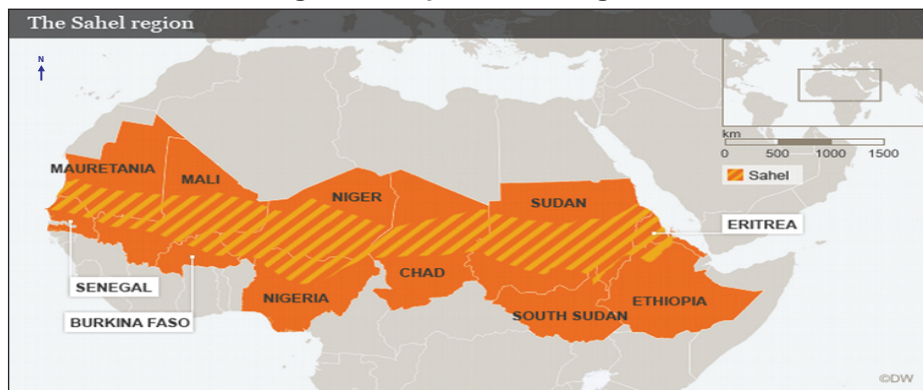 The Sahel region
N
km
0 500 1000 1500
Sahel
MAURETANIA
MALI
NIGER
SUDAN
ERITREA
CHAD
SENEGAL
NIGERIA
ETHIOPIA
SOUTH SUDAN
BURKINA FASO
©DW